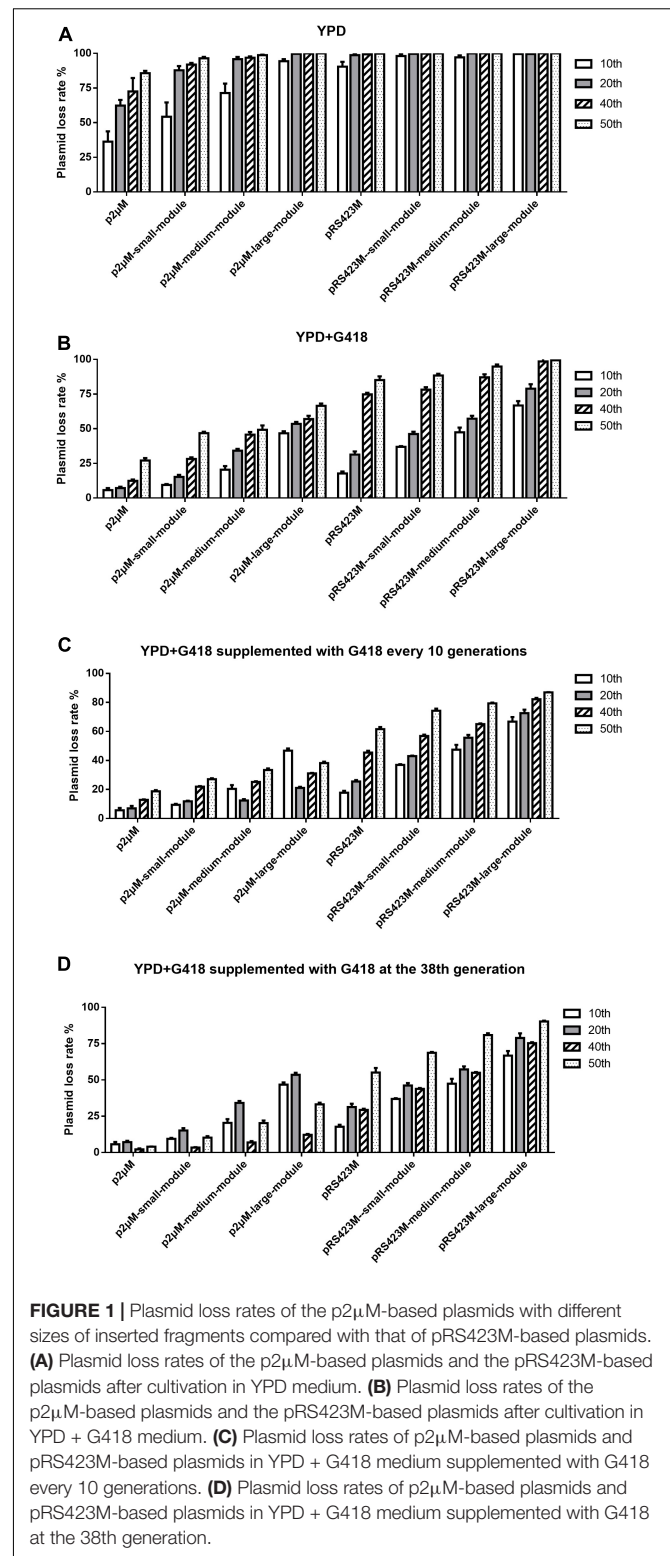 A
YPD
Plasmid loss rate %
100
75
50
25
0
10th
20th
40th
50th
p2μM
p2μM-small-module
p2μM-medium-module
p2μM-large-module
pRS423M
pRS423M--small-module
pRS423M-medium-module
pRS423M-large-module
B
YPD+G418
Plasmid loss rate %
100
75
50
25
0
10th
20th
40th
50th
p2μM
p2μM-small-module
p2μM-medium-module
p2μM-large-module
pRS423M
pRS423M--small-module
pRS423M-medium-module
pRS423M-large-module
C
YPD+G418 supplemented with G418 every 10 generations
Plasmid loss rate %
100
80
60
40
20
0
10th
20th
40th
50th
p2μM
p2μM-small-module
p2μM-medium-module
p2μM-large-module
pRS423M
pRS423M--small-module
pRS423M-medium-module
pRS423M-large-module
D
YPD+G418 supplemented with G418 at the 38th generation
Plasmid loss rate %
100
75
50
25
0
10th
20th
40th
50th
p2μM
p2μM-small-module
p2μM-medium-module
p2μM-large-module
pRS423M
pRS423M--small-module
pRS423M-medium-module
pRS423M-large-module
FIGURE 1 | Plasmid loss rates of the p2μM-based plasmids with different
sizes of inserted fragments compared with that of pRS423M-based plasmids.
(A) Plasmid loss rates of the p2μM-based plasmids and the pRS423M-based
plasmids after cultivation in YPD medium. (B) Plasmid loss rates of the
p2μM-based plasmids and the pRS423M-based plasmids after cultivation in
YPD + G418 medium. (C) Plasmid loss rates of p2μM-based plasmids and
pRS423M-based plasmids in YPD + G418 medium supplemented with G418
every 10 generations. (D) Plasmid loss rates of p2μM-based plasmids and
pRS423M-based plasmids in YPD + G418 medium supplemented with G418
at the 38th generation.